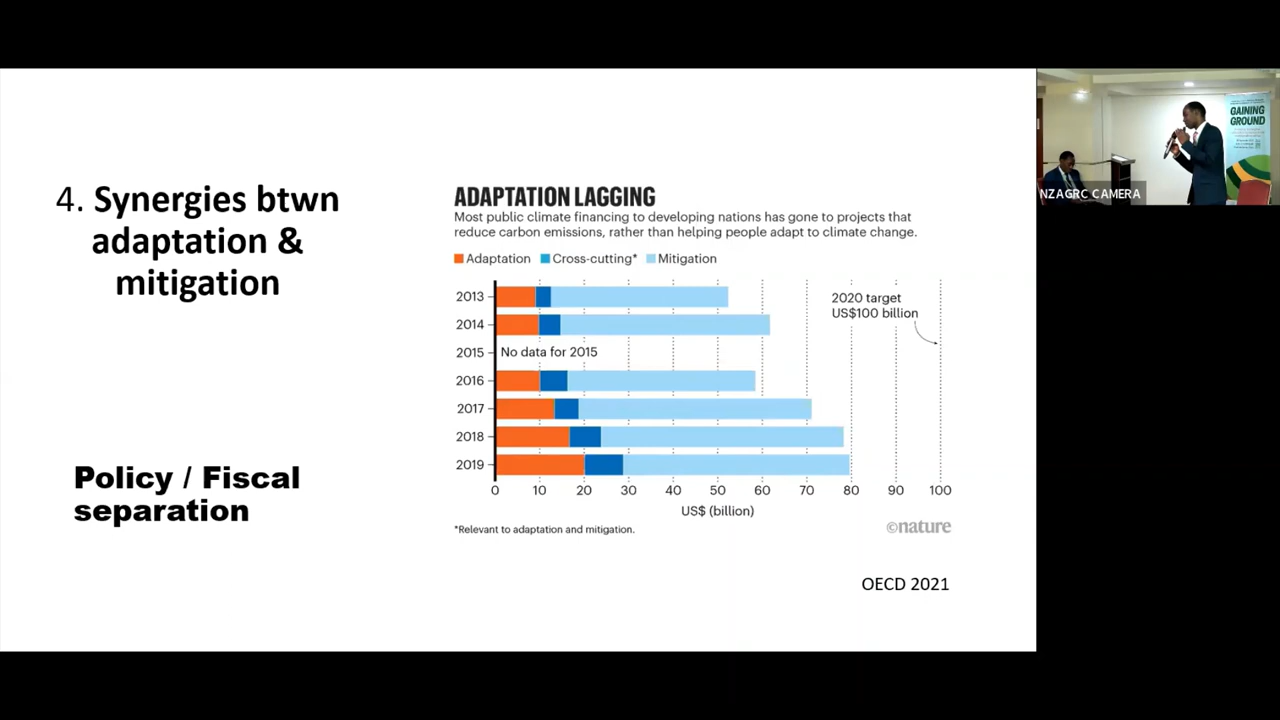 4. Synergies btwn
adaptation &
mitigation
Policy / Fiscal
separation
ADAPTATION LAGGING
Most public climate financing to developing nations has gone to projects that
reduce carbon emissions, rather than helping people adapt to climate change.
Adaptation Cross-cutting* Mitigation
2013
2014
2015 No data for 2015
2016
2017
2018
2019
2020 target
US$100 billion
0 10 20 30 40 50 60 70 80 90 100
US$ (billion)
*Relevant to adaptation and mitigation.
©nature
OECD 2021
GAINING
GROUND
NZAGRC CAMERA